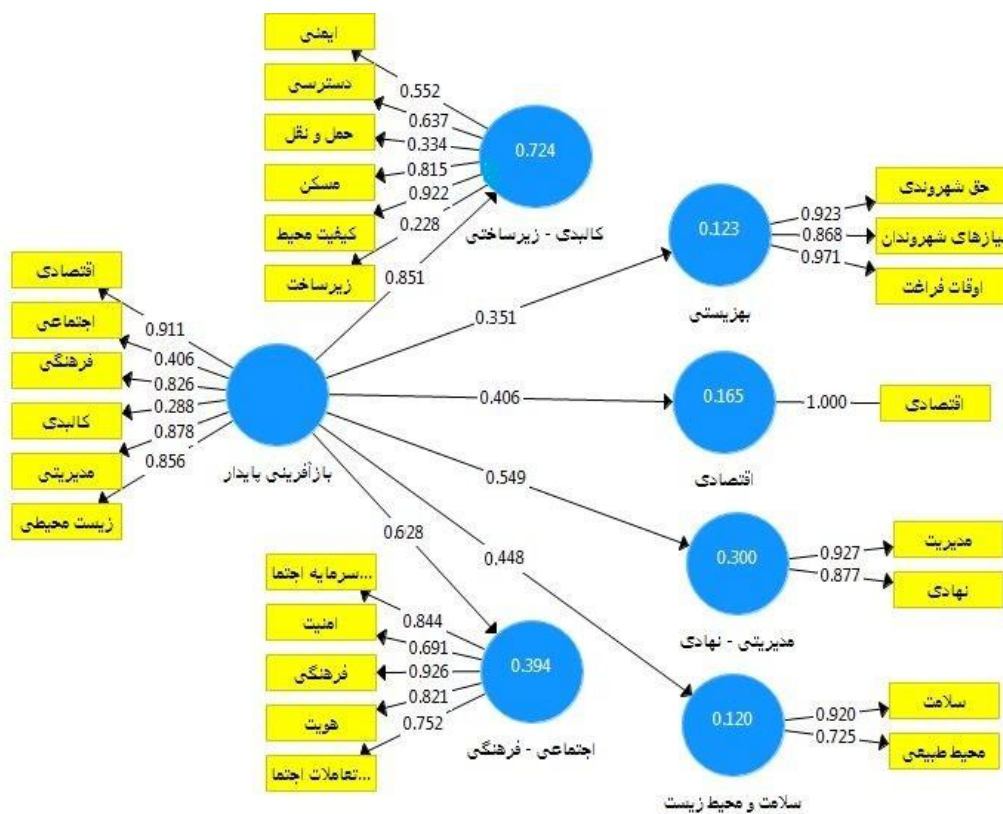 ایمنی
دسترسی
حمل و نقل
مسکن
کیفیت محیط
زیرساخت
0.552
0.637
0.334
0.815
0.922
0.228
0.724
کالبدی - زیرساختی
0.851
حق شهروندی
نیازهای شهروندان
اوقات فراغت
0.923
0.868
0.971
0.123
بهزیستی
0.351
اقتصادی
اجتماعی
فرهنگی
کالبدی
مدیریتی
زیست محیطی
0.911
0.406
0.826
0.288
0.878
0.856
بازآفرینی پایدار
0.406
0.165
1.000
اقتصادی
اقتصادی
0.549
0.300
0.927
0.877
مدیریت
نهادی
مدیریتی - نهادی
0.628
0.448
سرمایه اجتما...
امنیت
فرهنگی
هویت
تعاملات اجتما...
0.844
0.691
0.926
0.821
0.752
0.394
اجتماعی - فرهنگی
0.120
0.920
0.725
سلامت
محیط طبیعی
سلامت و محیط زیست